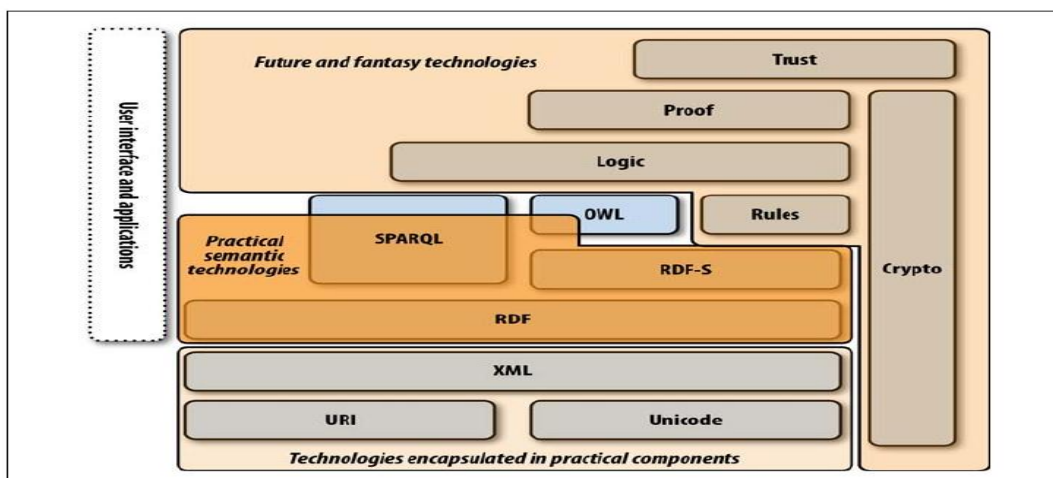 User interface and applications
Future and fantasy technologies
Trust
Proof
Logic
OWL
Rules
SPARQL
Practical
semantic
technologies
RDF-S
Crypto
RDF
XML
URI
Unicode
Technologies encapsulated in practical components